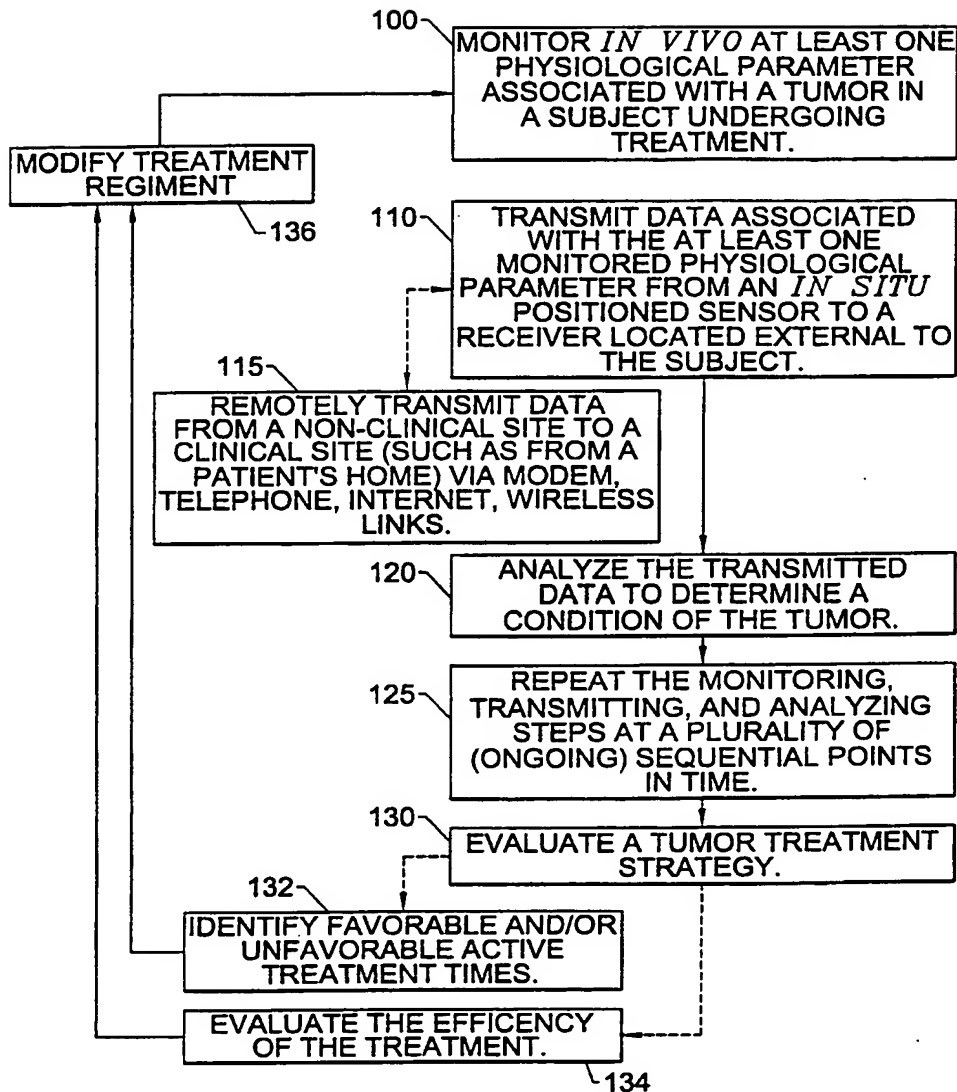 100
MONITOR IN VIVO AT LEAST ONE
PHYSIOLOGICAL PARAMETER
ASSOCIATED WITH A TUMOR IN
A SUBJECT UNDERGOING
TREATMENT.
MODIFY TREATMENT
REGIMENT
136
110
TRANSMIT DATA ASSOCIATED
WITH THE AT LEAST ONE
MONITORED PHYSIOLOGICAL
PARAMETER FROM AN IN SITU
POSITIONED SENSOR TO A
RECEIVER LOCATED EXTERNAL TO
THE SUBJECT.
115
REMOTELY TRANSMIT DATA
FROM A NON-CLINICAL SITE TO A
CLINICAL SITE (SUCH AS FROM A
PATIENT'S HOME) VIA MODEM,
TELEPHONE, INTERNET, WIRELESS
LINKS.
120
ANALYZE THE TRANSMITTED
DATA TO DETERMINE A
CONDITION OF THE TUMOR.
125
REPEAT THE MONITORING,
TRANSMITTING, AND ANALYZING
STEPS AT A PLURALITY OF
(ONGOING) SEQUENTIAL POINTS
IN TIME.
130
EVALUATE A TUMOR TREATMENT
STRATEGY.
132
IDENTIFY FAVORABLE AND/OR
UNFAVORABLE ACTIVE
TREATMENT TIMES.
EVALUATE THE EFFICENCY
OF THE TREATMENT.
134